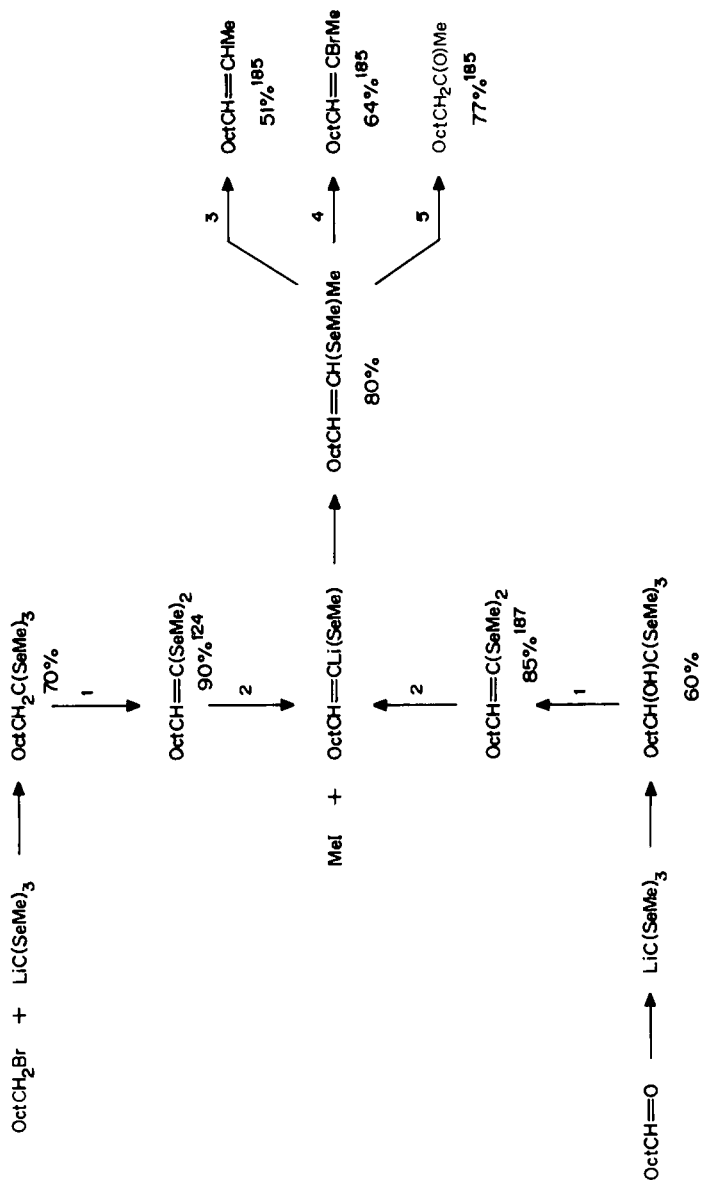 OctCH₂Br + LiC(SeMe)₃ ⟶ OctCH₂C(SeMe)₃
70%
1
OctCH=C(SeMe)₂
90%¹²⁴
2
MeI + OctCH=CLi(SeMe) ⟶ OctCH=CH(SeMe)Me
80%
2
OctCH=C(SeMe)₂
85%¹⁸⁷
1
OctCH=O ⟶ LiC(SeMe)₃ ⟶ OctCH(OH)C(SeMe)₃
60%
3
OctCH=CHMe
51%¹⁸⁵
4
OctCH=CBrMe
64%¹⁸⁵
5
OctCH₂C(O)Me
77%¹⁸⁵